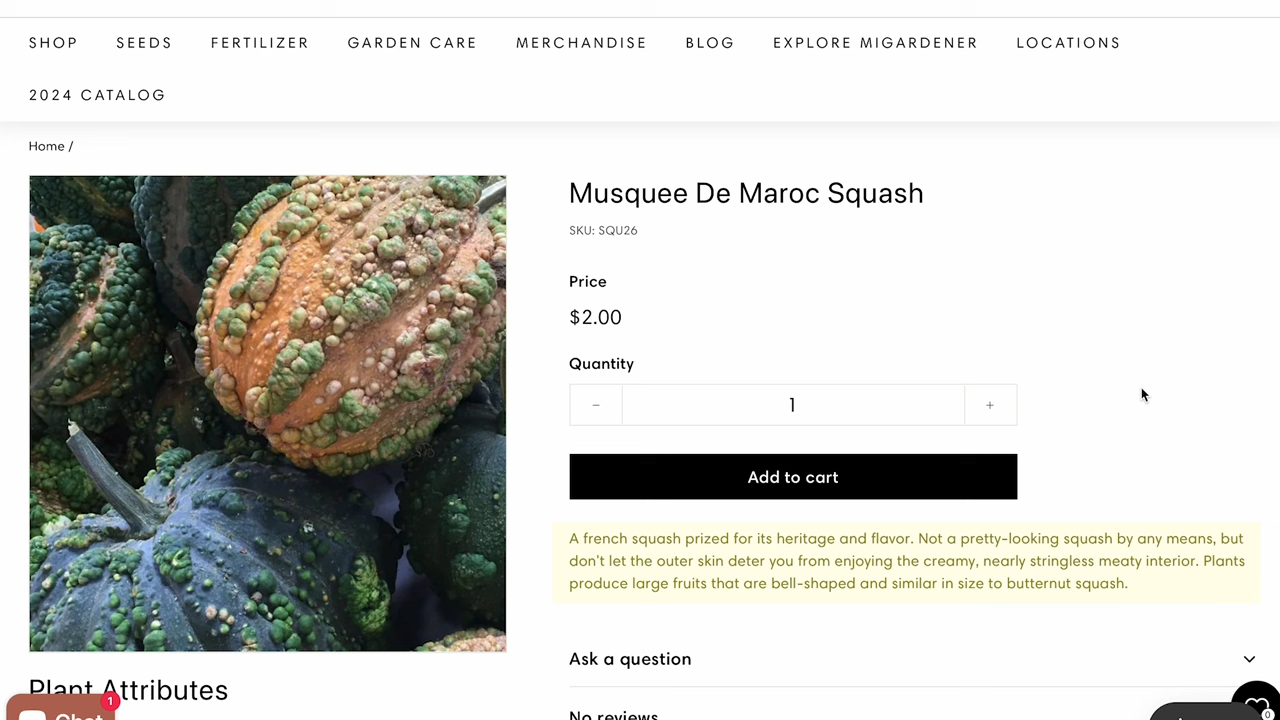 SHOP SEEDS FERTILIZER GARDEN CARE MERCHANDISE BLOG EXPLORE MIGARDENER LOCATIONS
2024 CATALOG
Home /
Musquee De Maroc Squash
SKU: SQU26
Price
$2.00
Quantity
− 1 +
Add to cart
A french squash prized for its heritage and flavor. Not a pretty-looking squash by any means, but
don't let the outer skin deter you from enjoying the creamy, nearly stringless meaty interior. Plants
produce large fruits that are bell-shaped and similar in size to butternut squash.
Ask a question
No reviews
Plant Attributes
1
Chat
0